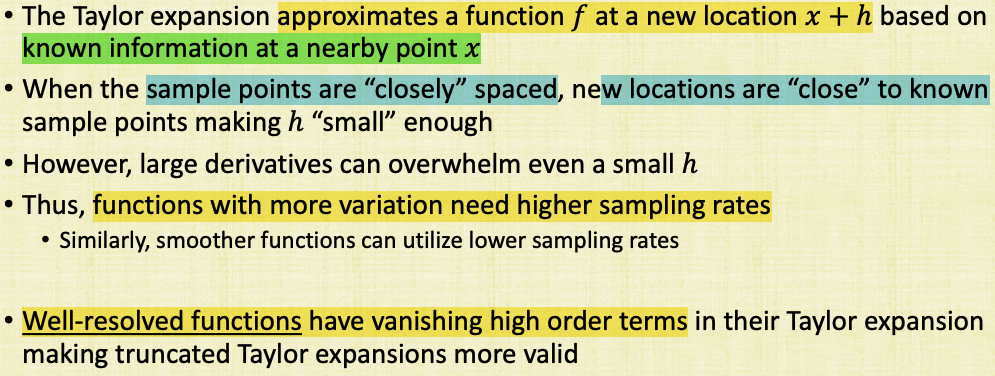 • The Taylor expansion approximates a function f at a new location x + h based on
known information at a nearby point x
• When the sample points are “closely” spaced, new locations are “close” to known
sample points making h “small” enough
• However, large derivatives can overwhelm even a small h
• Thus, functions with more variation need higher sampling rates
• Similarly, smoother functions can utilize lower sampling rates
• Well-resolved functions have vanishing high order terms in their Taylor expansion
making truncated Taylor expansions more valid